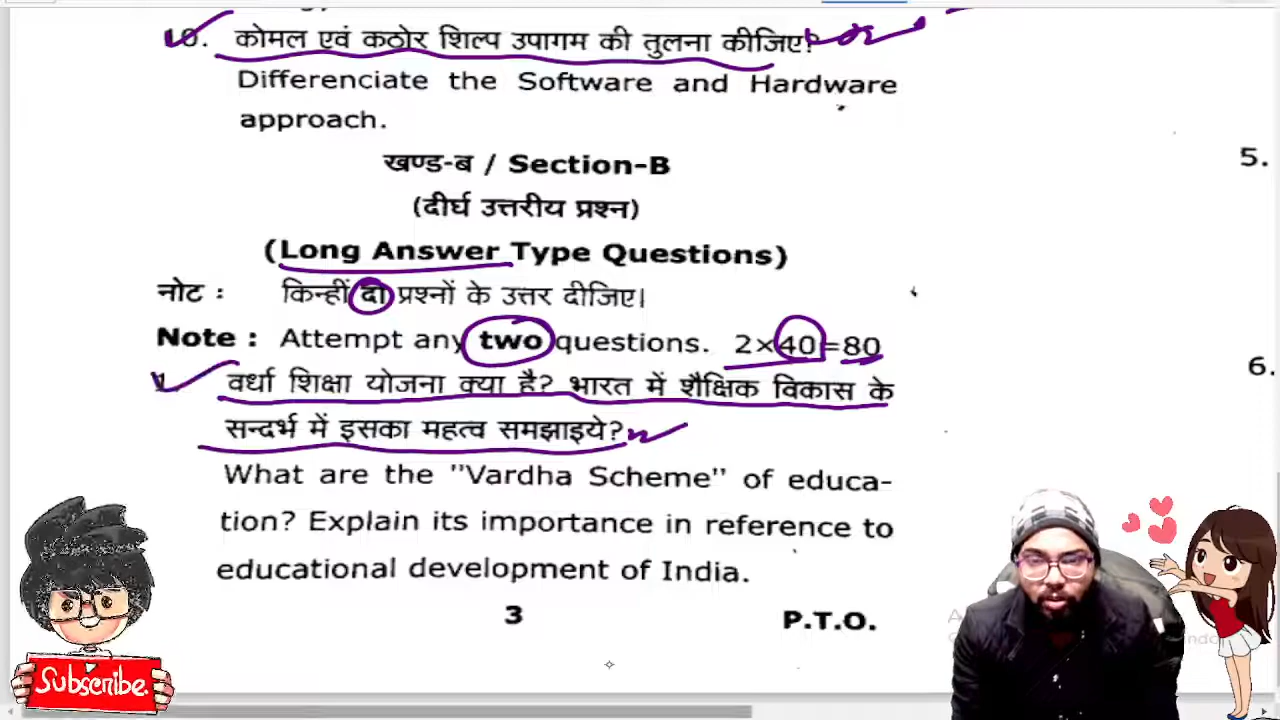 10. कोमल एवं कठोर शिल्प उपागम की तुलना कीजिए?
Differenciate the Software and Hardware
approach.
खण्ड-ब / Section-B
(दीर्घ उत्तरीय प्रश्न)
(Long Answer Type Questions)
नोट : किन्हीं दो प्रश्नों के उत्तर दीजिए।
Note : Attempt any two questions. 2×40=80
1. वर्धा शिक्षा योजना क्या है? भारत में शैक्षिक विकास के
सन्दर्भ में इसका महत्व समझाइये?
What are the "Vardha Scheme" of educa-
tion? Explain its importance in reference to
educational development of India.
3 P.T.O.
5.
6.
Subscribe.